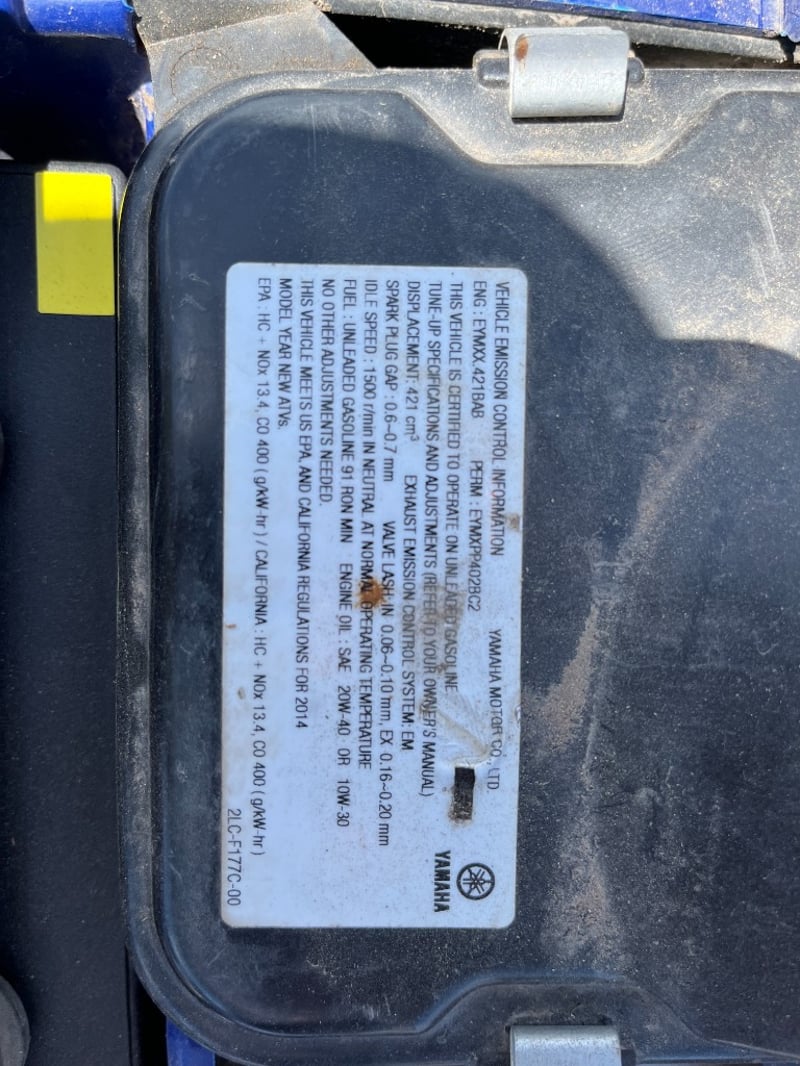 VEHICLE EMISSION CONTROL INFORMATION YAMAHA MOTOR CO., LTD.
ENG : EYMXX.421BAB PERM : EYMXPP402BC2
THIS VEHICLE IS CERTIFIED TO OPERATE ON UNLEADED GASOLINE
TUNE-UP SPECIFICATIONS AND ADJUSTMENTS (REFER TO YOUR OWNER'S MANUAL)
DISPLACEMENT: 421 cm³ EXHAUST EMISSION CONTROL SYSTEM: EM
SPARK PLUG GAP : 0.6~0.7 mm VALVE LASH: IN 0.06~0.10 mm, EX 0.16~0.20 mm
IDLE SPEED : 1500 r/min IN NEUTRAL AT NORMAL OPERATING TEMPERATURE
FUEL : UNLEADED GASOLINE 91 RON MIN ENGINE OIL : SAE 20W-40 OR 10W-30
NO OTHER ADJUSTMENTS NEEDED.
THIS VEHICLE MEETS US EPA, AND CALIFORNIA REGULATIONS FOR 2014
MODEL YEAR NEW ATVs.
EPA : HC + NOx 13.4, CO 400 ( g/kW-hr ) / CALIFORNIA : HC + NOx 13.4, CO 400 ( g/kW-hr )
2LC-F177C-00
YAMAHA